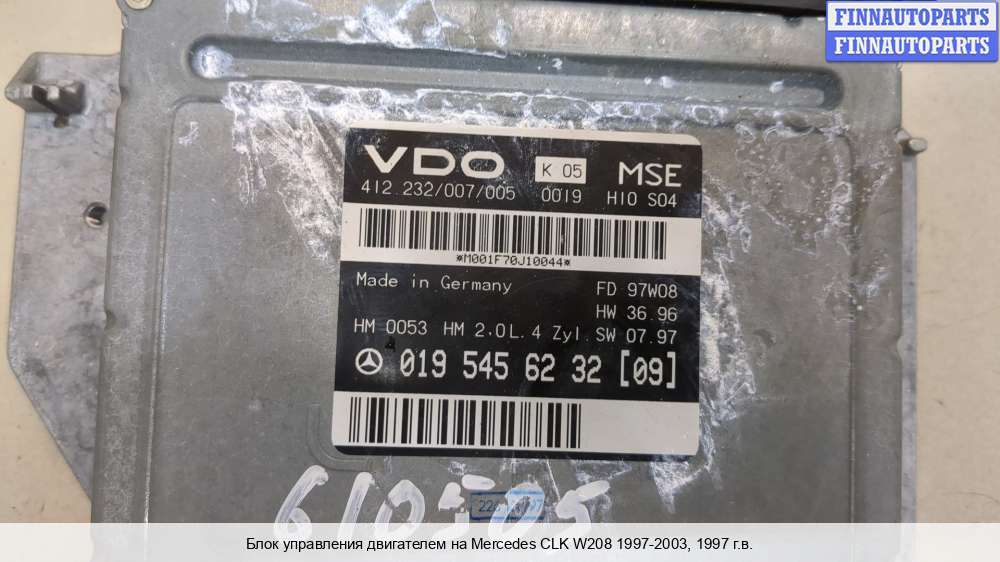 FINNAUTOPARTS
FINNAUTOPARTS
VDO K 05 MSE
412.232/007/005 0019 H10 S04
*M001F70J10044*
Made in Germany FD 97W08
HW 36.96
HM 0053 HM 2.0L.4 Zyl. SW 07.97
019 545 62 32 [09]
Блок управления двигателем на Mercedes CLK W208 1997-2003, 1997 г.в.